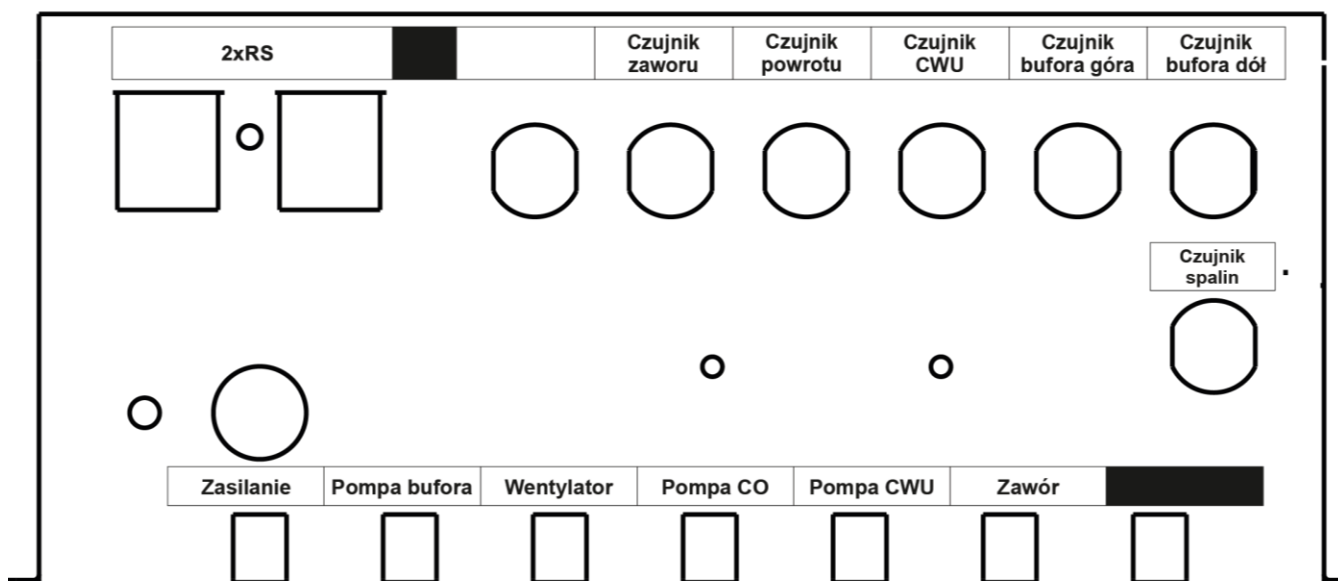 2xRS
Czujnik
zaworu
Czujnik
powrotu
Czujnik
CWU
Czujnik
bufora góra
Czujnik
bufora dół
Czujnik
spalin
Zasilanie
Pompa bufora
Wentylator
Pompa CO
Pompa CWU
Zawór